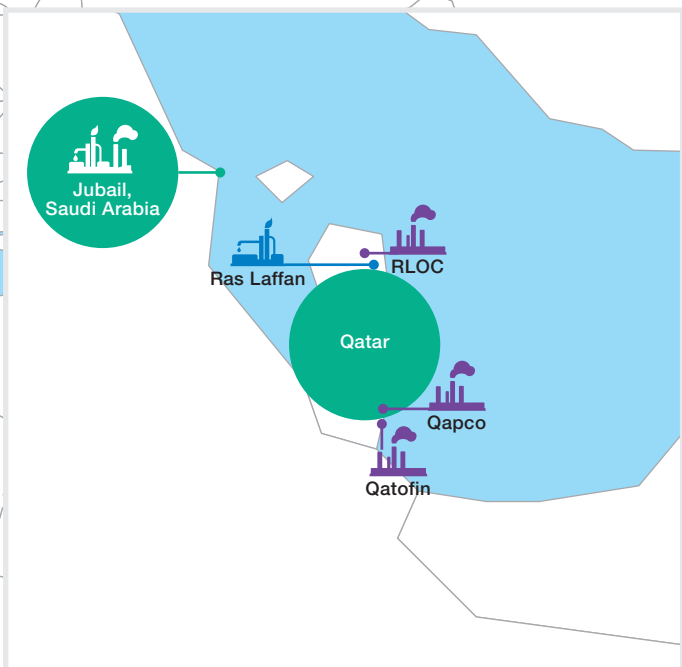 Jubail,
Saudi Arabia
Ras Laffan
RLOC
Qatar
Qapco
Qatofin